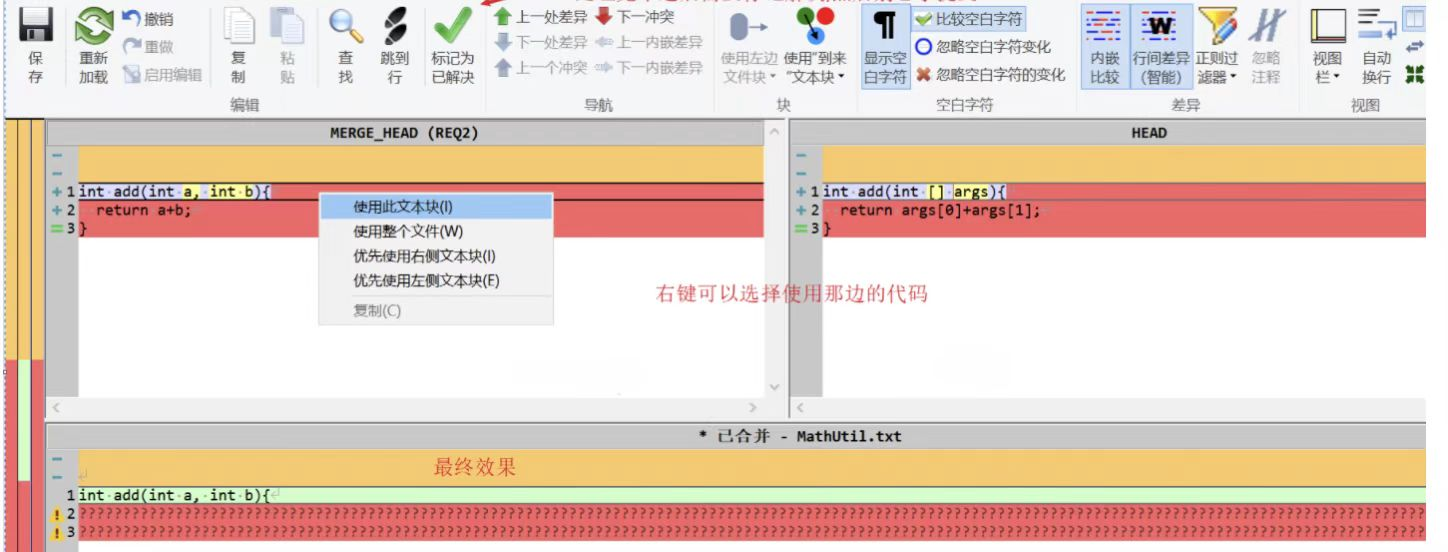 保存
重新加载
撤销
重做
启用编辑
复制
粘贴
编辑
查找
跳到行
标记为已解决
上一处差异
下一冲突
下一处差异
上一内嵌差异
上一个冲突
下一内嵌差异
导航
使用左边文件块
使用"到来"文本块
块
显示空白字符
比较空白字符
忽略空白字符变化
忽略空白字符的变化
空白字符
内嵌比较
行间差异(智能)
正则过滤器
忽略注释
差异
视图栏
自动换行
视图
MERGE_HEAD (REQ2)
HEAD
1 int add(int a, int b){
2 return a+b;
3 }
使用此文本块(I)
使用整个文件(W)
优先使用右侧文本块(I)
优先使用左侧文本块(E)
复制(C)
1 int add(int [] args){
2 return args[0]+args[1];
3 }
右键可以选择使用那边的代码
* 已合并 - MathUtil.txt
最终效果
1 int add(int a, int b){
2
3